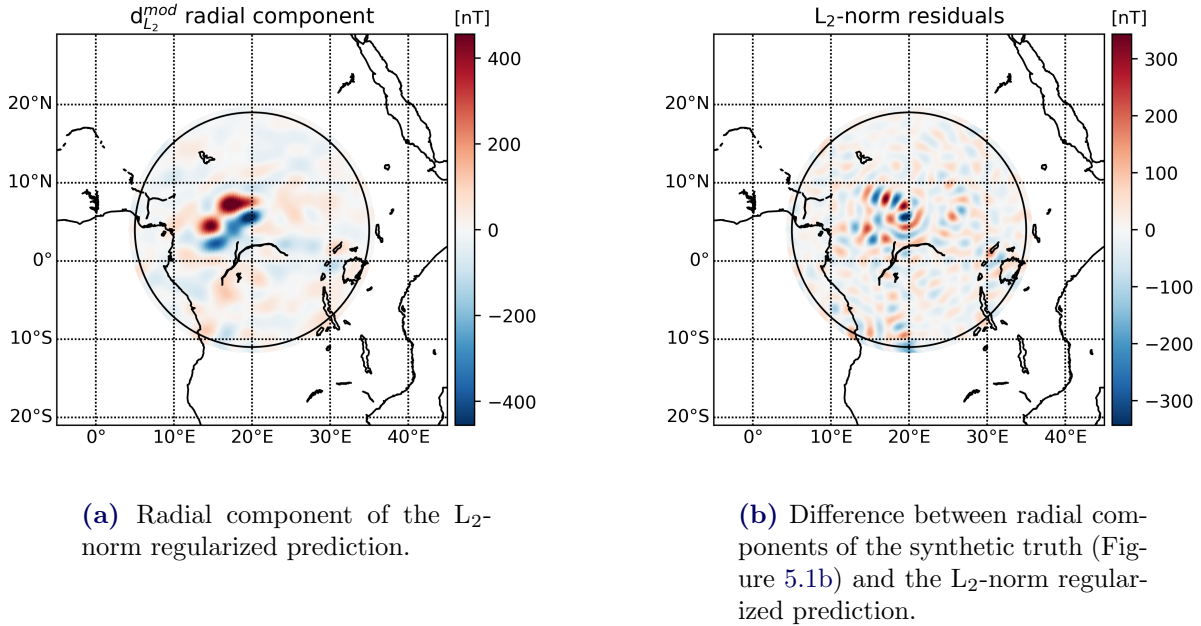 d_{L_2}^{mod} radial component
[nT]
20°N
10°N
0°
10°S
20°S
0°
10°E
20°E
30°E
40°E
400
200
0
−200
−400
(a) Radial component of the L₂-
norm regularized prediction.
L₂-norm residuals
[nT]
20°N
10°N
0°
10°S
20°S
0°
10°E
20°E
30°E
40°E
300
200
100
0
−100
−200
−300
(b) Difference between radial com-
ponents of the synthetic truth (Fig-
ure 5.1b) and the L₂-norm regular-
ized prediction.